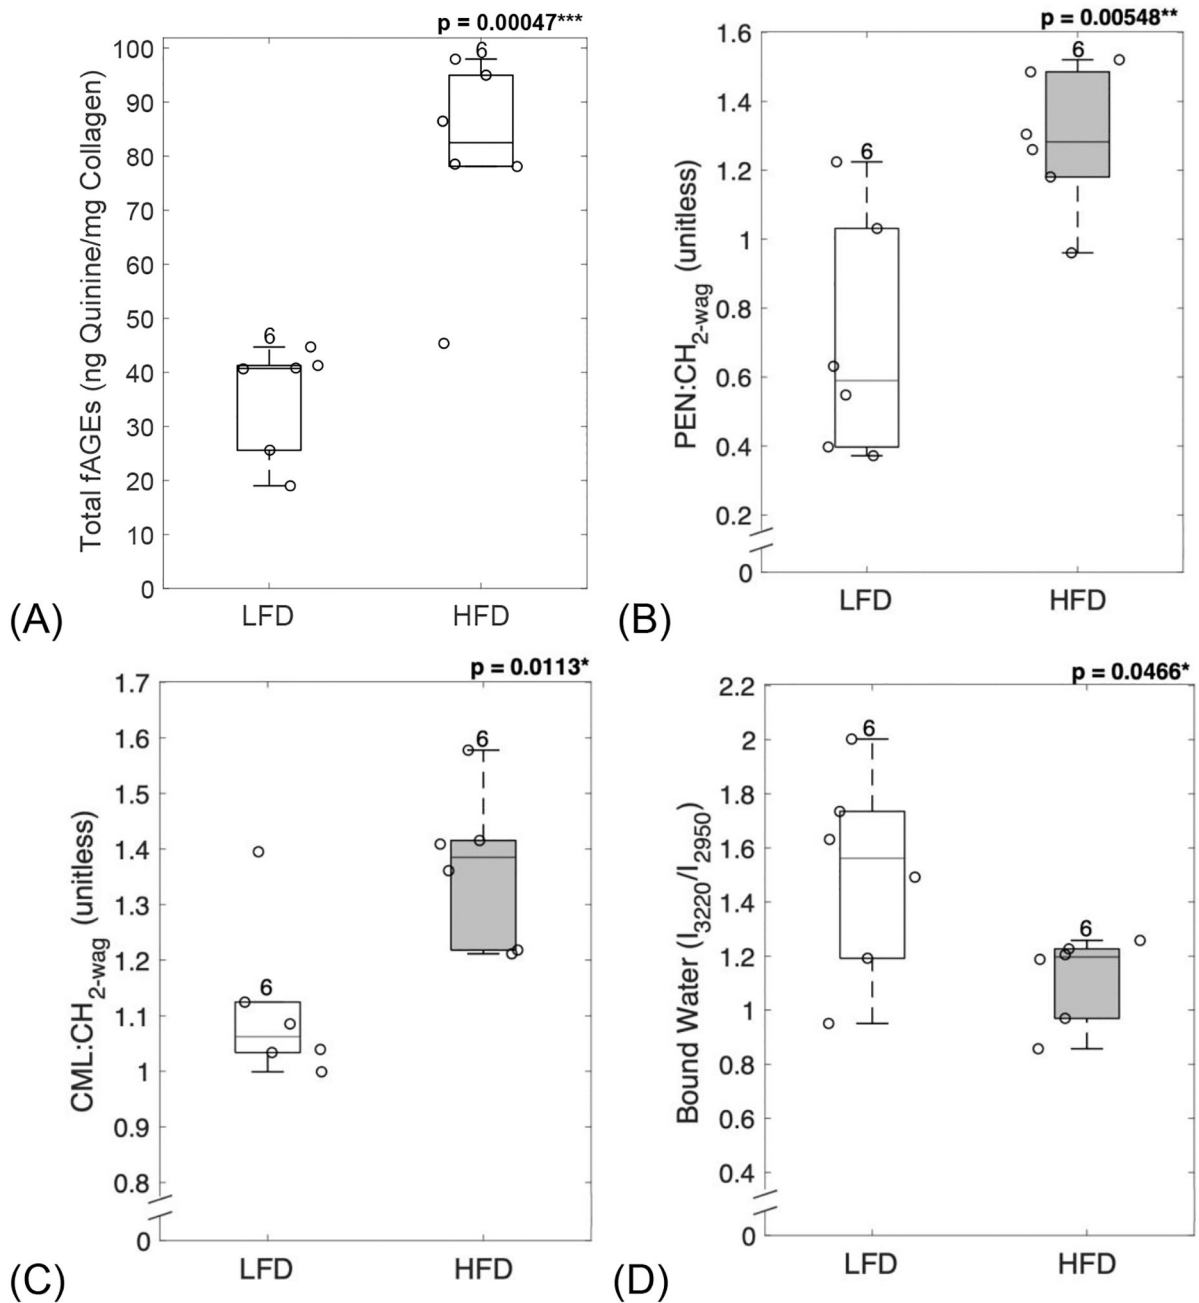 p = 0.00047***
Total fAGEs (ng Quinine/mg Collagen)
100
90
80
70
60
50
40
30
20
10
0
6
6
LFD
HFD
(A)
p = 0.00548**
PEN:CH2-wag (unitless)
1.6
1.4
1.2
1
0.8
0.6
0.4
0.2
0
6
6
LFD
HFD
(B)
p = 0.0113*
CML:CH2-wag (unitless)
1.7
1.6
1.5
1.4
1.3
1.2
1.1
1
0.9
0.8
0
6
6
LFD
HFD
(C)
p = 0.0466*
Bound Water (I3220/I2950)
2.2
2
1.8
1.6
1.4
1.2
1
0.8
0.6
0.4
0
6
6
LFD
HFD
(D)